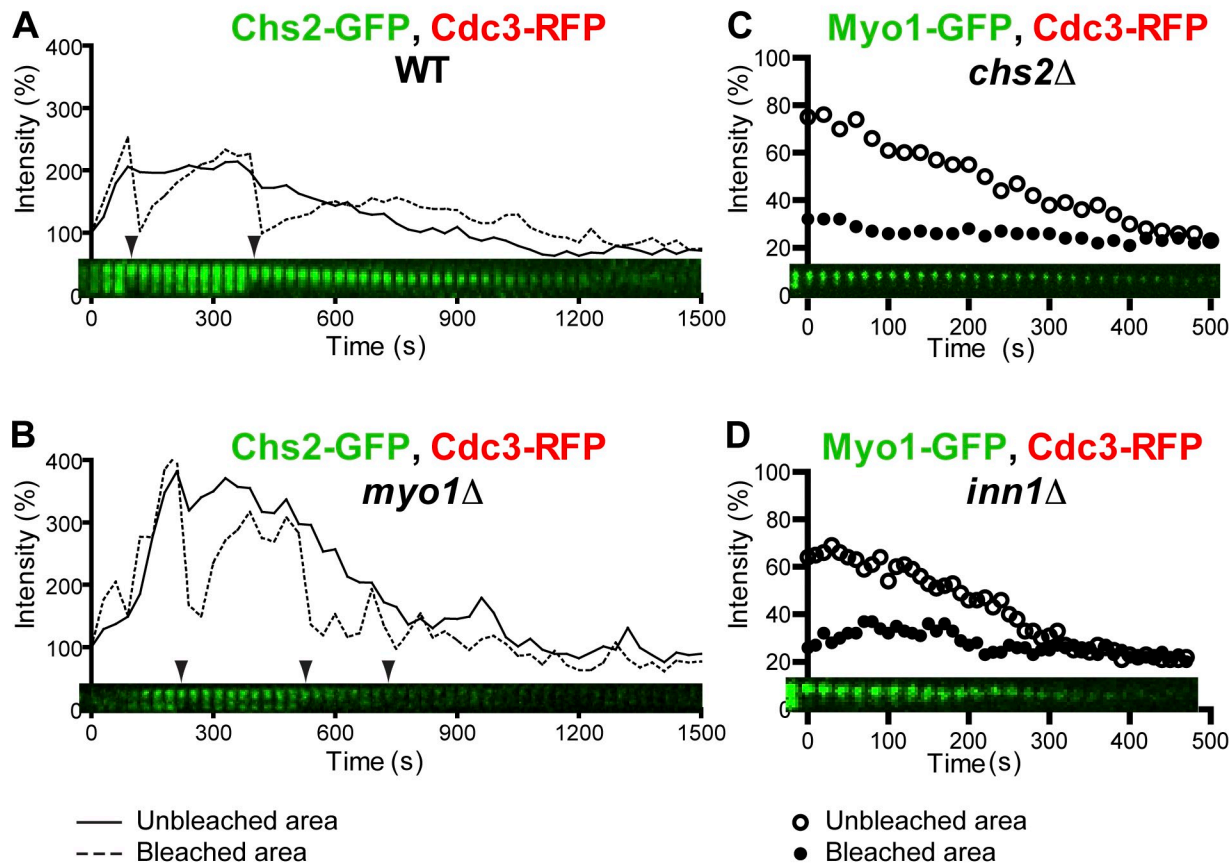 A
Chs2-GFP, Cdc3-RFP
WT
Intensity (%)
400
300
200
100
0
0 300 600 900 1200 1500
Time (s)
C
Myo1-GFP, Cdc3-RFP
chs2Δ
Intensity (%)
100
80
60
40
20
0
0 100 200 300 400 500
Time (s)
B
Chs2-GFP, Cdc3-RFP
myo1Δ
Intensity (%)
400
300
200
100
0
0 300 600 900 1200 1500
Time (s)
D
Myo1-GFP, Cdc3-RFP
inn1Δ
Intensity (%)
100
80
60
40
20
0
0 100 200 300 400 500
Time (s)
Unbleached area
Bleached area
Unbleached area
Bleached area